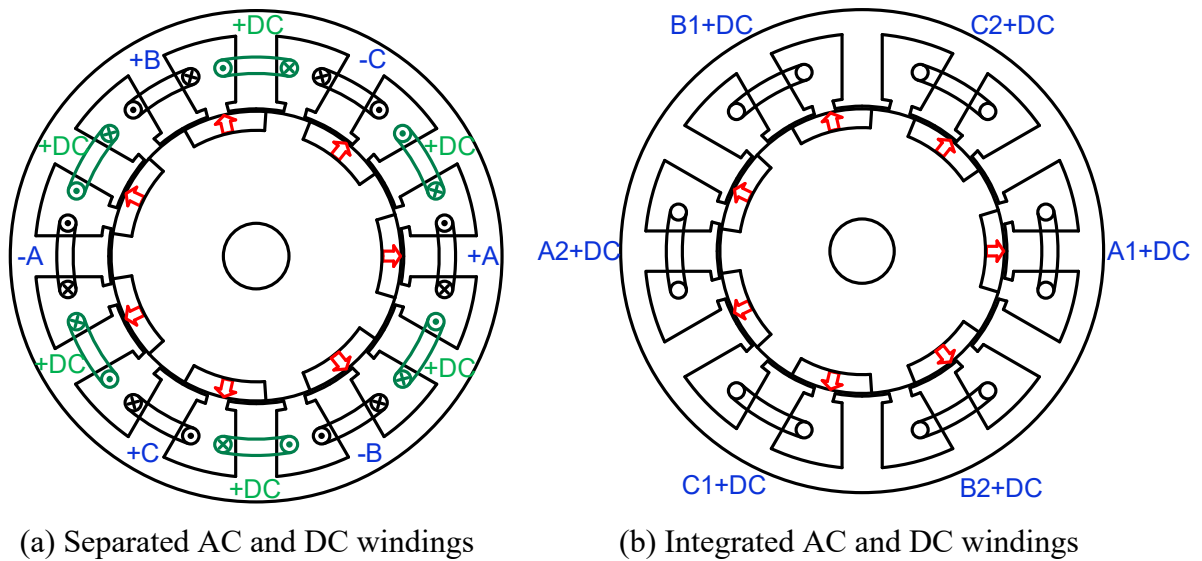 +DC
+B
-C
+DC
+DC
-A
+A
+DC
+DC
+C
-B
+DC
B1+DC
C2+DC
A2+DC
A1+DC
C1+DC
B2+DC
(a) Separated AC and DC windings
(b) Integrated AC and DC windings